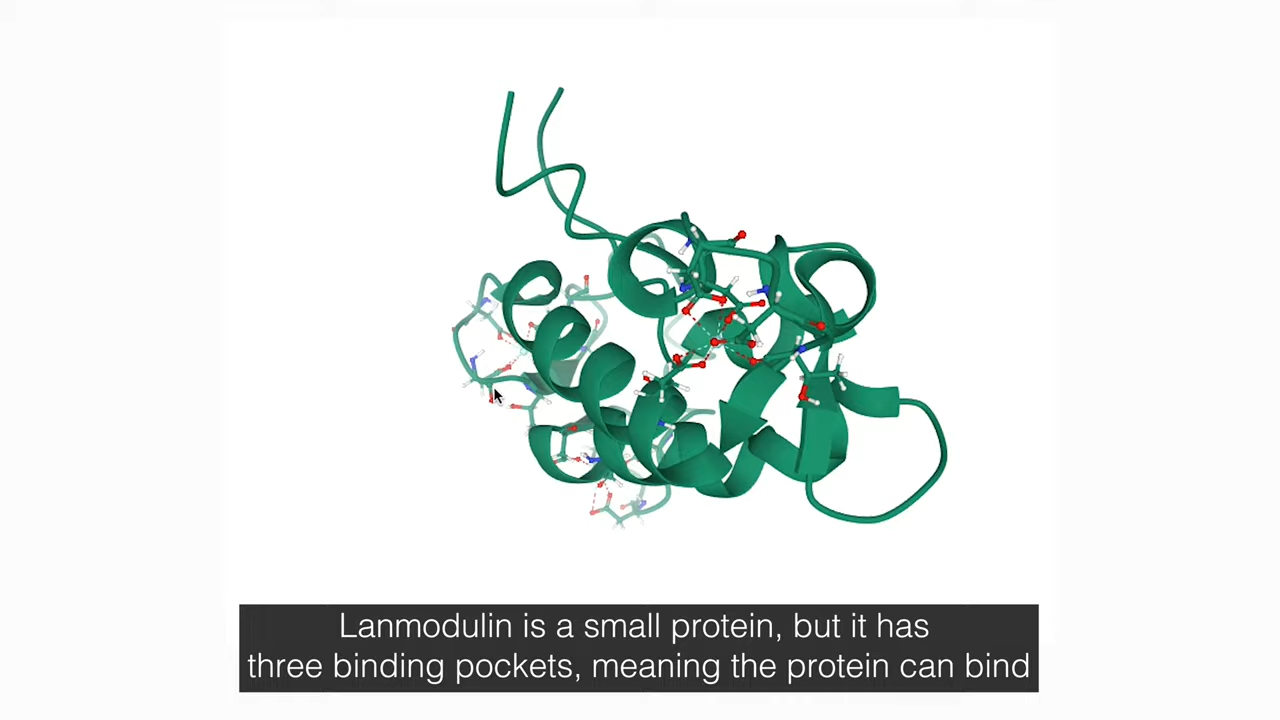 Lanmodulin is a small protein, but it has
three binding pockets, meaning the protein can bind